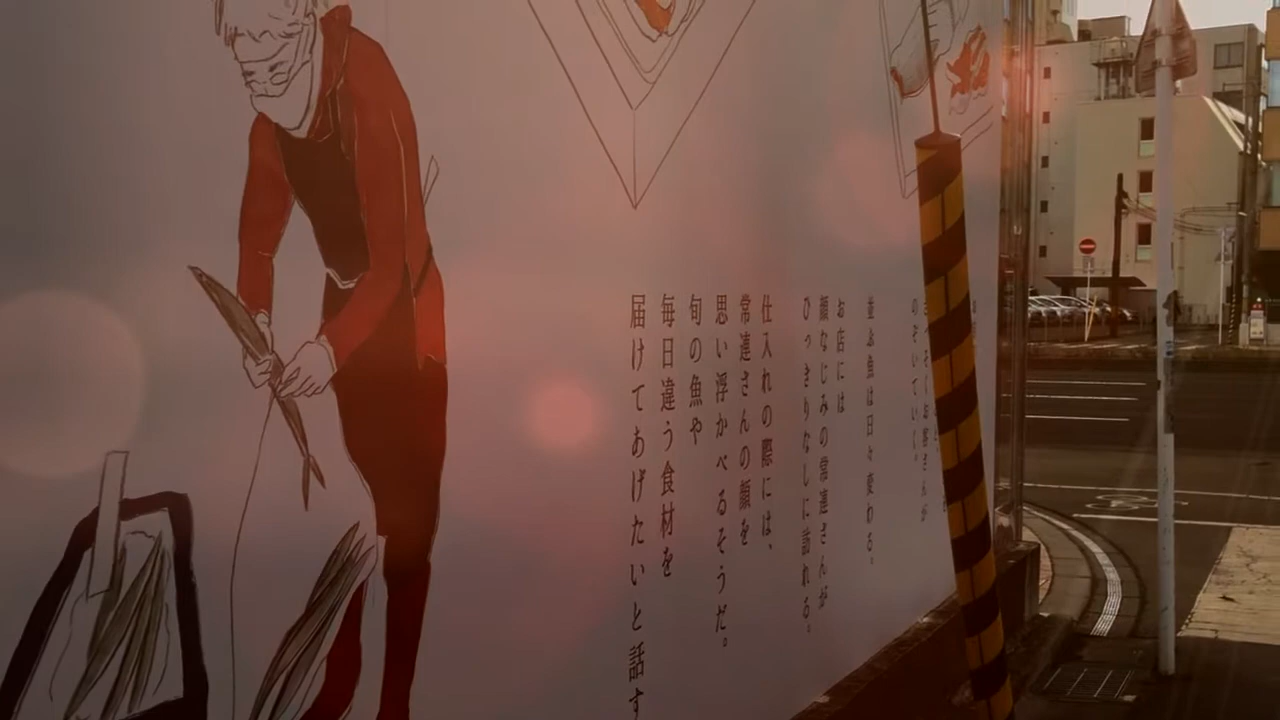 のぞいていく。
並ぶ魚は日々変わる。
お店には
顔なじみの常連さんが
ひっきりなしに訪れる。
仕入れの際には、
常連さんの顔を
思い浮かべるそうだ。
旬の魚や
毎日違う食材を
届けてあげたいと話す